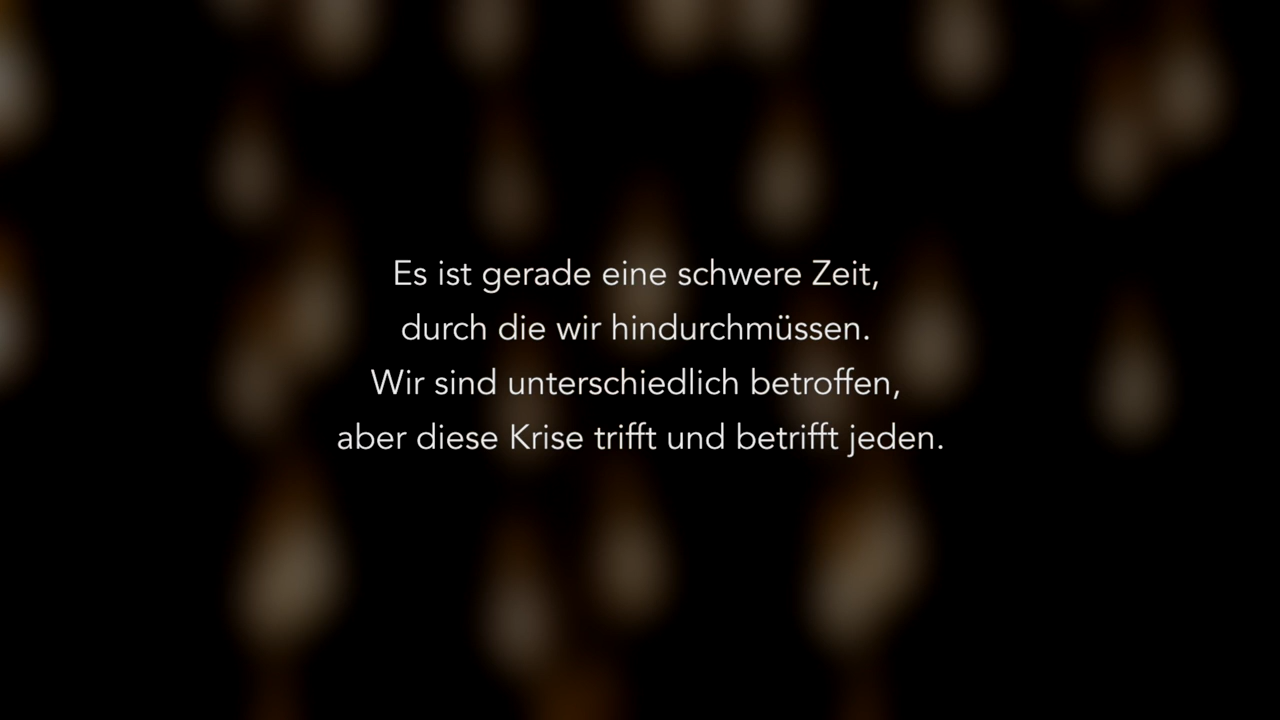 Es ist gerade eine schwere Zeit,
durch die wir hindurchmüssen.
Wir sind unterschiedlich betroffen,
aber diese Krise trifft und betrifft jeden.